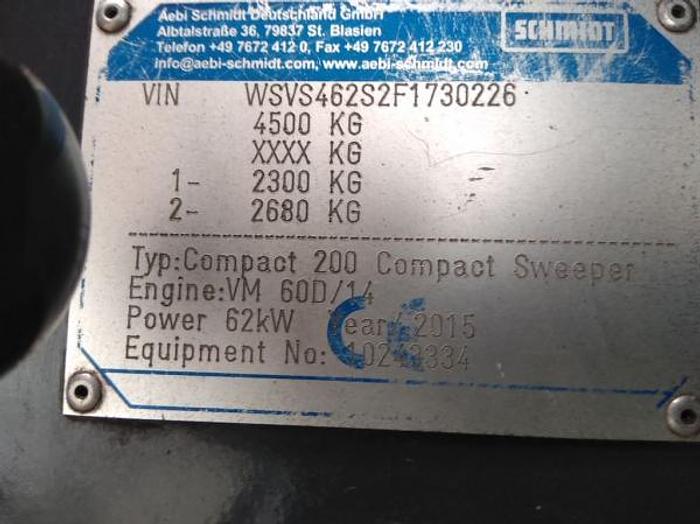 Aebi Schmidt Deutschland GmbH
Albtalstraße 36, 79837 St. Blasien
Telefon +49 7672 412 0, Fax +49 7672 412 230
info@aebi-schmidt.com, www.aebi-schmidt.com
SCHMIDT
VIN WSVS462S2F1730226
4500 KG
XXXX KG
1- 2300 KG
2- 2680 KG
Typ:Compact 200 Compact Sweeper
Engine:VM 60D/14
Power 62kW Year/ 2015
Equipment No: